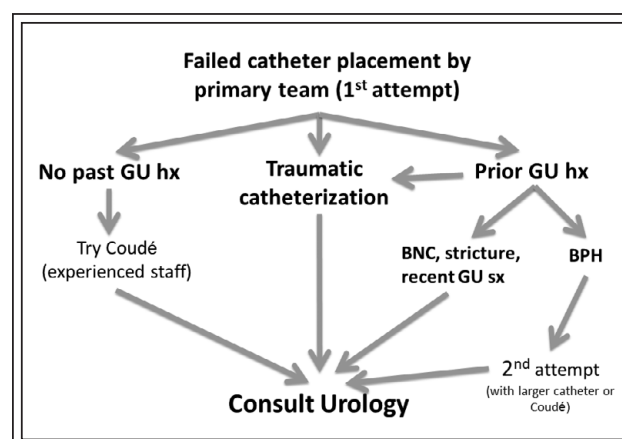 Failed catheter placement by
primary team (1st attempt)
No past GU hx
Traumatic
catheterization
Prior GU hx
Try Coudé
(experienced staff)
BNC, stricture,
recent GU sx
BPH
2nd attempt
(with larger catheter or
Coudé)
Consult Urology